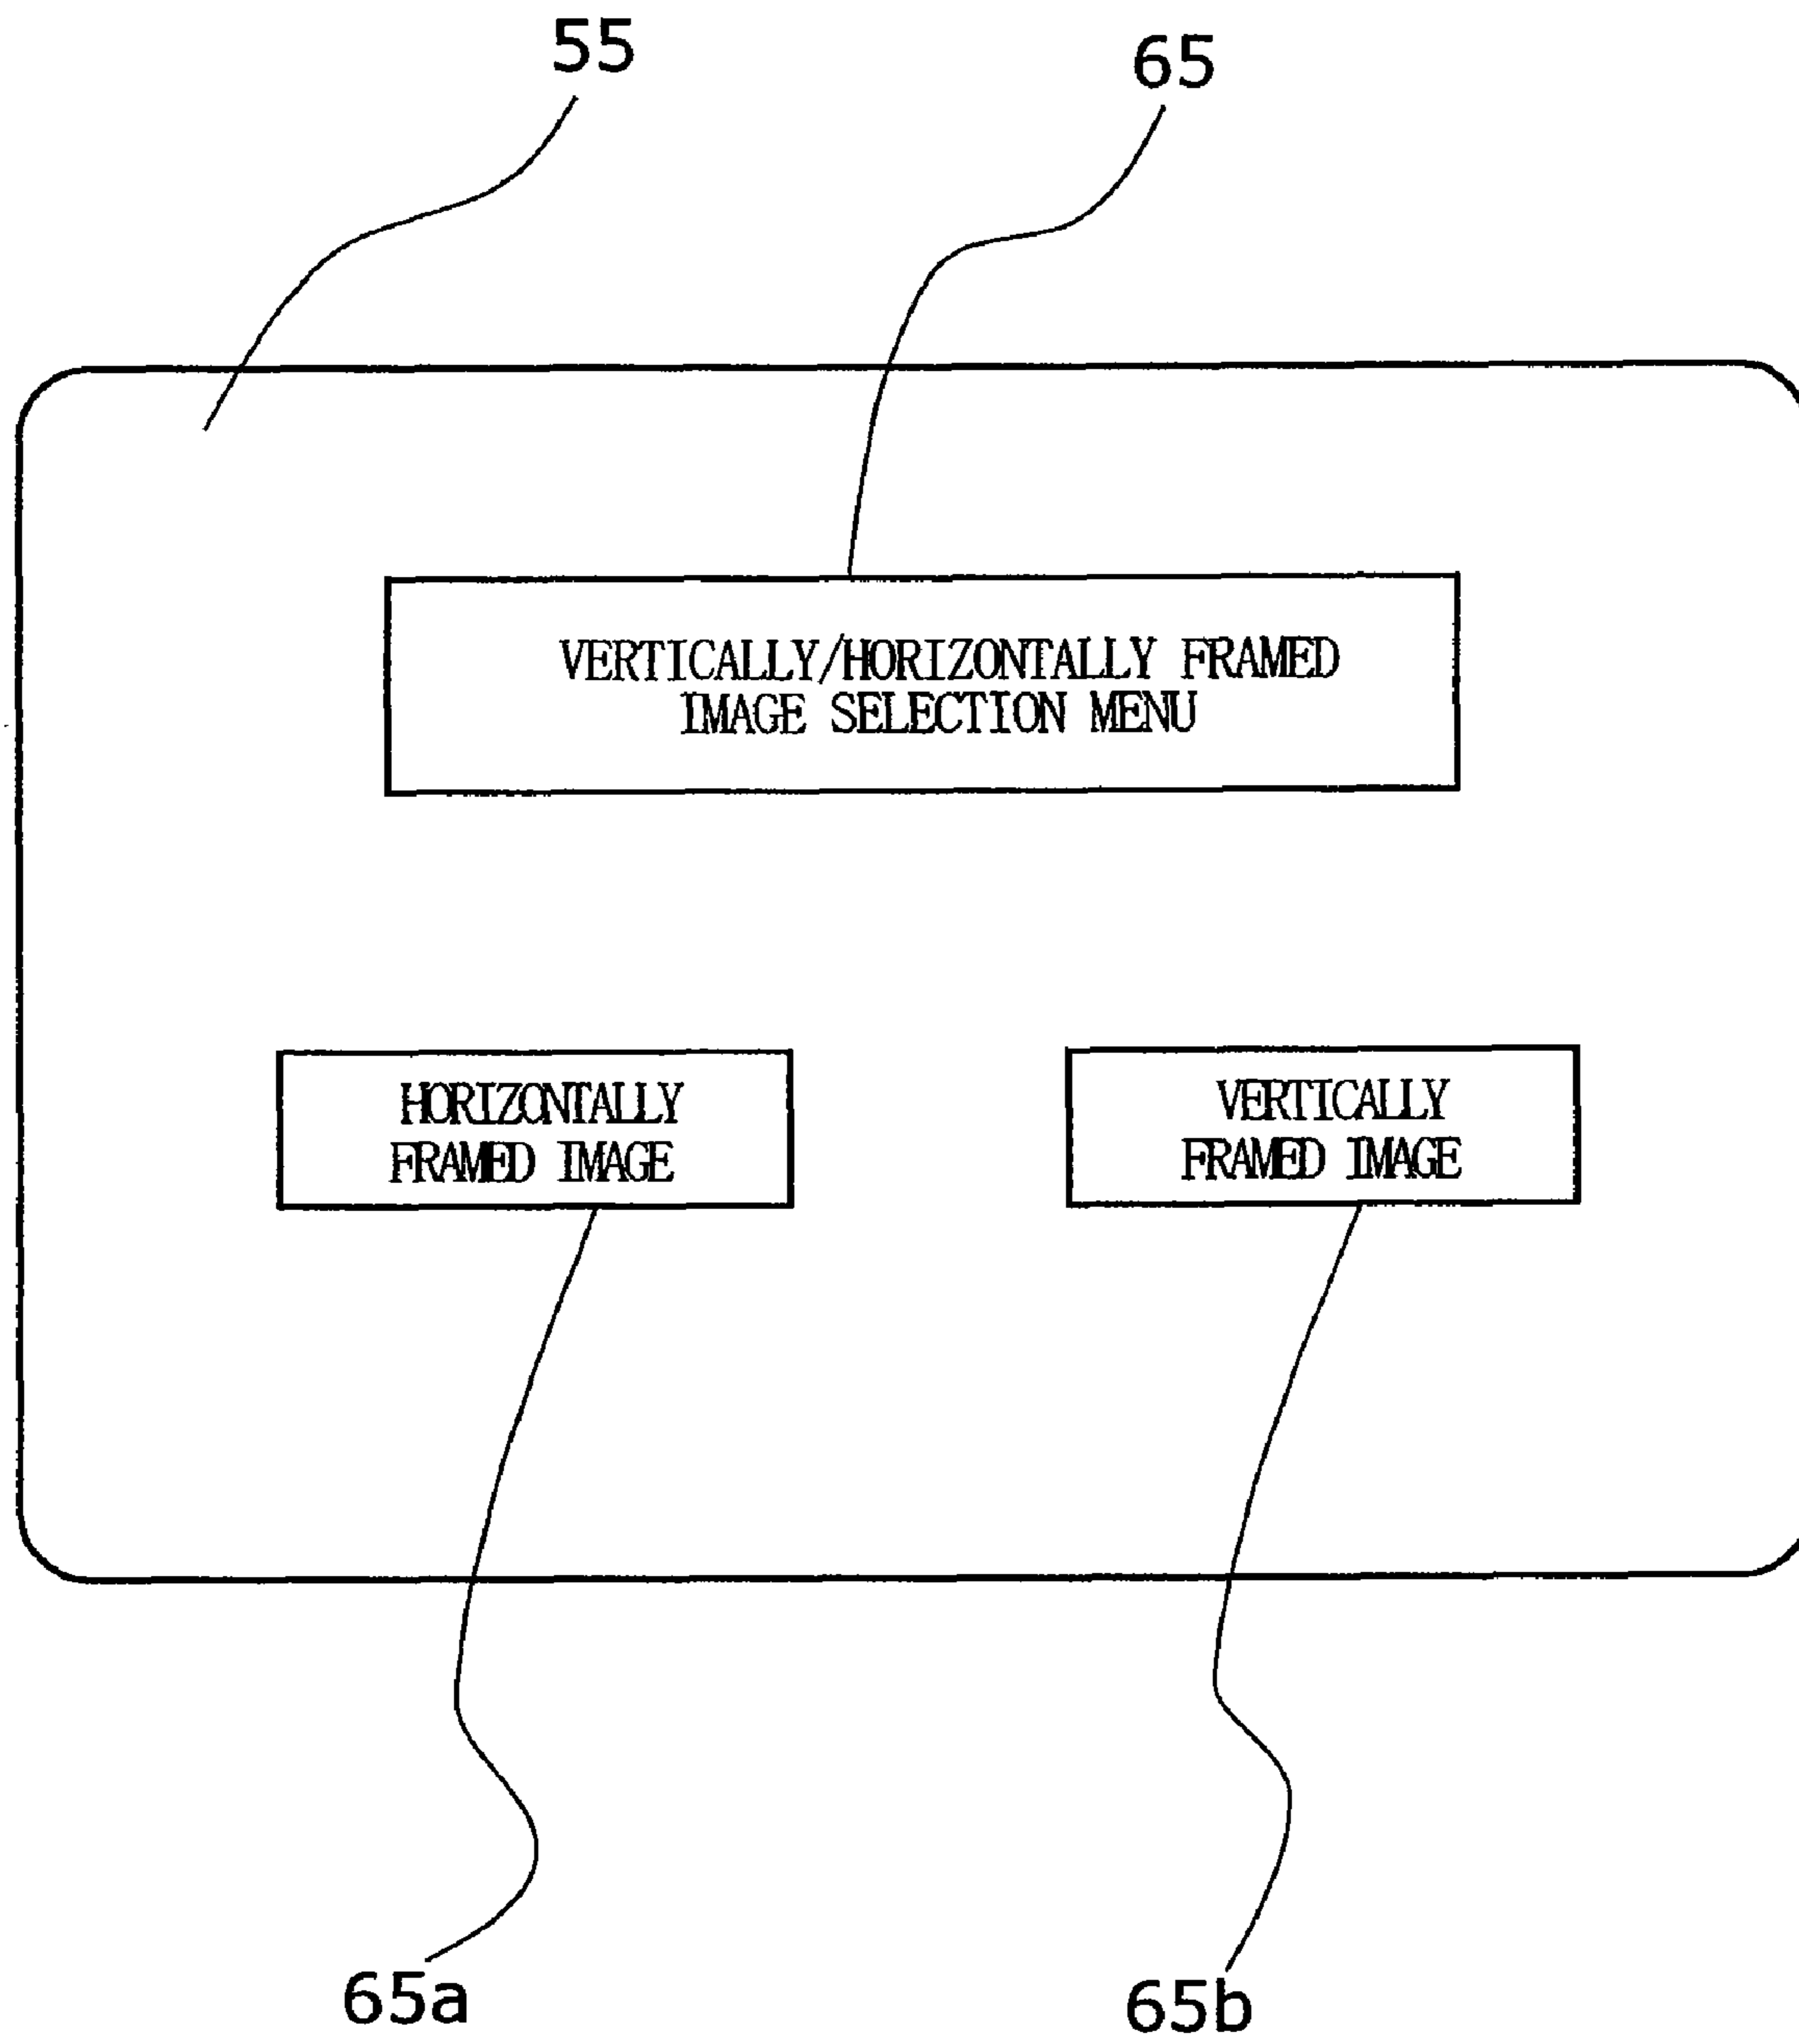 55
65
VERTICALLY/HORIZONTALLY FRAMED
IMAGE SELECTION MENU
HORIZONTALLY
FRAMED IMAGE
VERTICALLY
FRAMED IMAGE
65a
65b